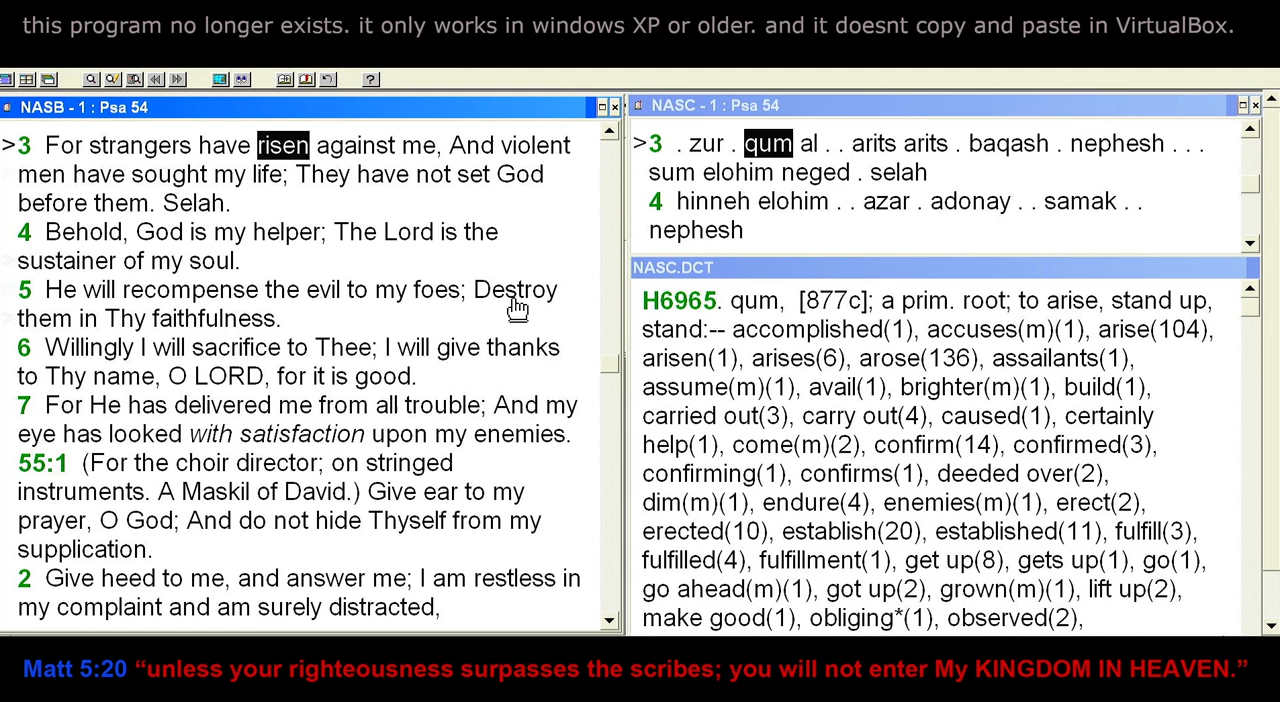 this program no longer exists. it only works in windows XP or older. and it doesnt copy and paste in VirtualBox.
NASB - 1 : Psa 54
>3 For strangers have risen against me, And violent
men have sought my life; They have not set God
before them. Selah.
4 Behold, God is my helper; The Lord is the
sustainer of my soul.
5 He will recompense the evil to my foes; Destroy
them in Thy faithfulness.
6 Willingly I will sacrifice to Thee; I will give thanks
to Thy name, O LORD, for it is good.
7 For He has delivered me from all trouble; And my
eye has looked with satisfaction upon my enemies.
55:1 (For the choir director; on stringed
instruments. A Maskil of David.) Give ear to my
prayer, O God; And do not hide Thyself from my
supplication.
2 Give heed to me, and answer me; I am restless in
my complaint and am surely distracted,
NASC - 1 : Psa 54
>3 . zur . qum al . . arits arits . baqash . nephesh . . .
sum elohim neged . selah
4 hinneh elohim . . azar . adonay . . samak . .
nephesh
NASC.DCT
H6965. qum, [877c]; a prim. root; to arise, stand up,
stand:-- accomplished(1), accuses(m)(1), arise(104),
arisen(1), arises(6), arose(136), assailants(1),
assume(m)(1), avail(1), brighter(m)(1), build(1),
carried out(3), carry out(4), caused(1), certainly
help(1), come(m)(2), confirm(14), confirmed(3),
confirming(1), confirms(1), deeded over(2),
dim(m)(1), endure(4), enemies(m)(1), erect(2),
erected(10), establish(20), established(11), fulfill(3),
fulfilled(4), fulfillment(1), get up(8), gets up(1), go(1),
go ahead(m)(1), got up(2), grown(m)(1), lift up(2),
make good(1), obliging*(1), observed(2),
Matt 5:20 “unless your righteousness surpasses the scribes; you will not enter My KINGDOM IN HEAVEN.”